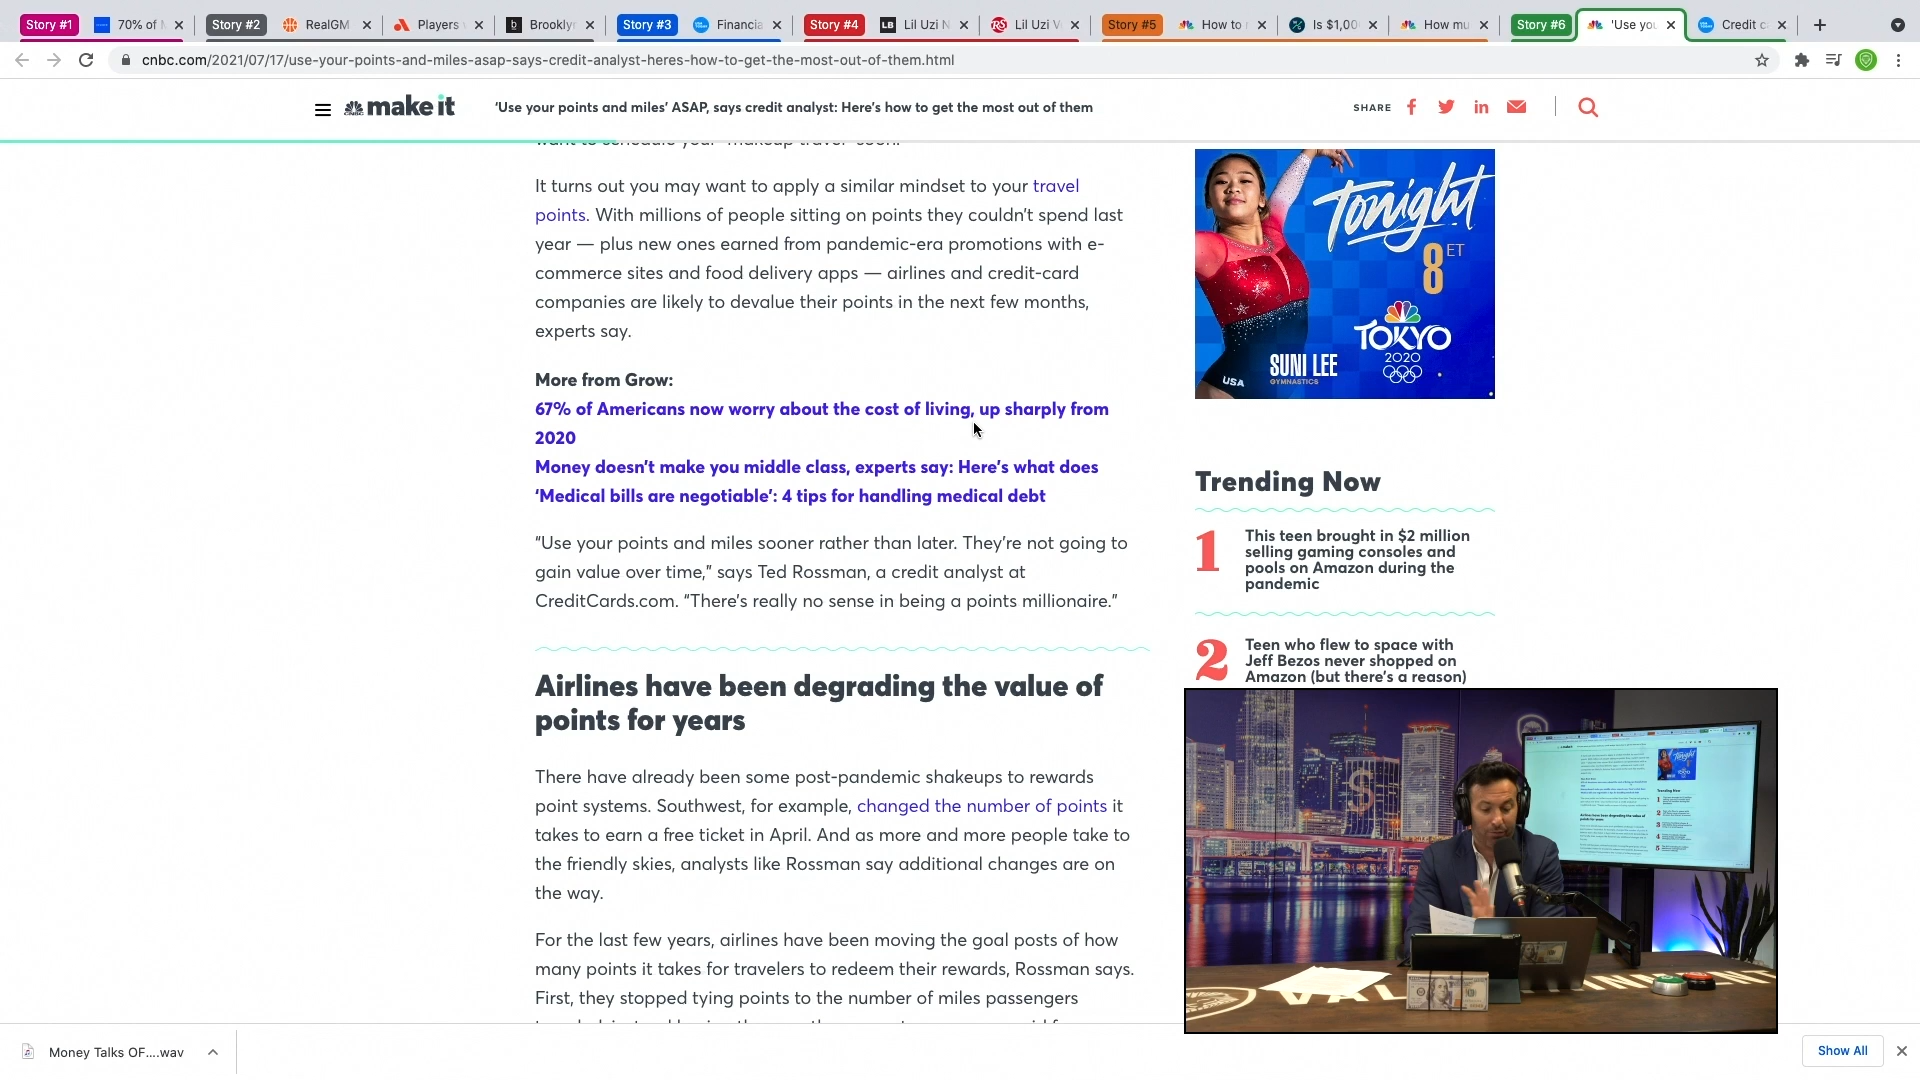 Story #1
70% of
Story #2
RealGM
Players
Brooklyn
Story #3
Financia
Story #4
Lil Uzi
Lil Uzi V
Story #5
How to
Is $1,00
How mu
Story #6
'Use you
Credit c
cnbc.com/2021/07/17/use-your-points-and-miles-asap-says-credit-analyst-heres-how-to-get-the-most-out-of-them.html
make it
‘Use your points and miles’ ASAP, says credit analyst: Here’s how to get the most out of them
SHARE
It turns out you may want to apply a similar mindset to your travel
points. With millions of people sitting on points they couldn’t spend last
year — plus new ones earned from pandemic-era promotions with e-
commerce sites and food delivery apps — airlines and credit-card
companies are likely to devalue their points in the next few months,
experts say.
More from Grow:
67% of Americans now worry about the cost of living, up sharply from
2020
Money doesn’t make you middle class, experts say: Here’s what does
‘Medical bills are negotiable’: 4 tips for handling medical debt
“Use your points and miles sooner rather than later. They’re not going to
gain value over time,” says Ted Rossman, a credit analyst at
CreditCards.com. “There’s really no sense in being a points millionaire.”
Airlines have been degrading the value of
points for years
There have already been some post-pandemic shakeups to rewards
point systems. Southwest, for example, changed the number of points it
takes to earn a free ticket in April. And as more and more people take to
the friendly skies, analysts like Rossman say additional changes are on
the way.
For the last few years, airlines have been moving the goal posts of how
many points it takes for travelers to redeem their rewards, Rossman says.
First, they stopped tying points to the number of miles passengers
Tonight
8 ET
TOKYO
2020
SUNI LEE
USA GYMNASTICS
Trending Now
1
This teen brought in $2 million
selling gaming consoles and
pools on Amazon during the
pandemic
2
Teen who flew to space with
Jeff Bezos never shopped on
Amazon (but there’s a reason)
Money Talks OF....wav
Show All